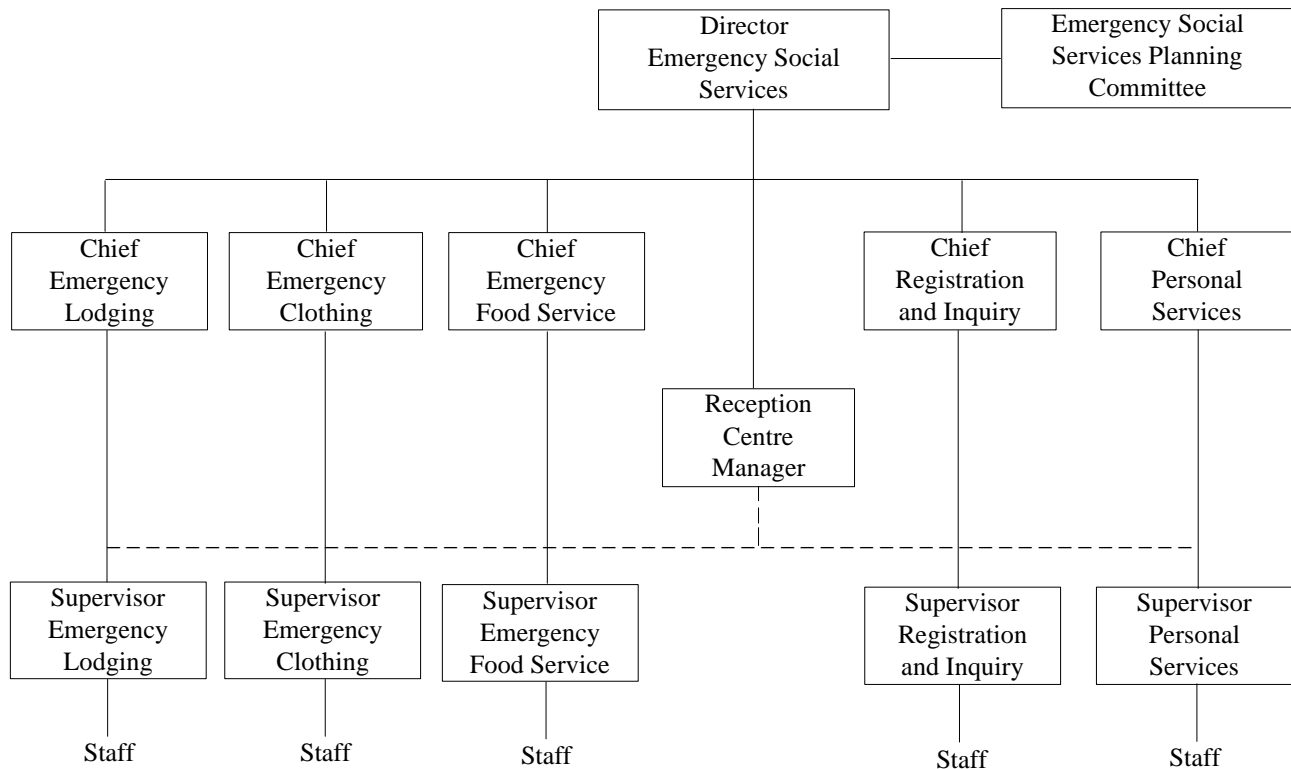 Director
Emergency Social
Services
Emergency Social
Services Planning
Committee
Chief
Emergency
Lodging
Chief
Emergency
Clothing
Chief
Emergency
Food Service
Chief
Registration
and Inquiry
Chief
Personal
Services
Reception
Centre
Manager
Supervisor
Emergency
Lodging
Supervisor
Emergency
Clothing
Supervisor
Emergency
Food Service
Supervisor
Registration
and Inquiry
Supervisor
Personal
Services
Staff
Staff
Staff
Staff
Staff